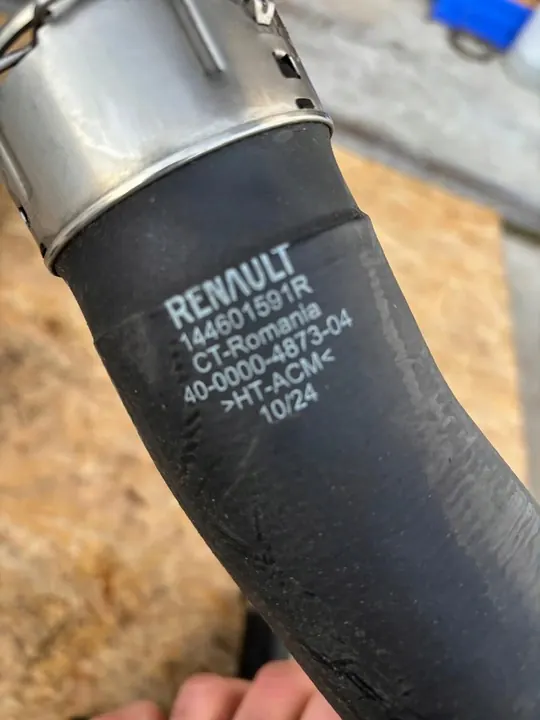 RENAULT
144601591R
CT-Romania
40-0000-4873-04
>HT-ACM<
10/24